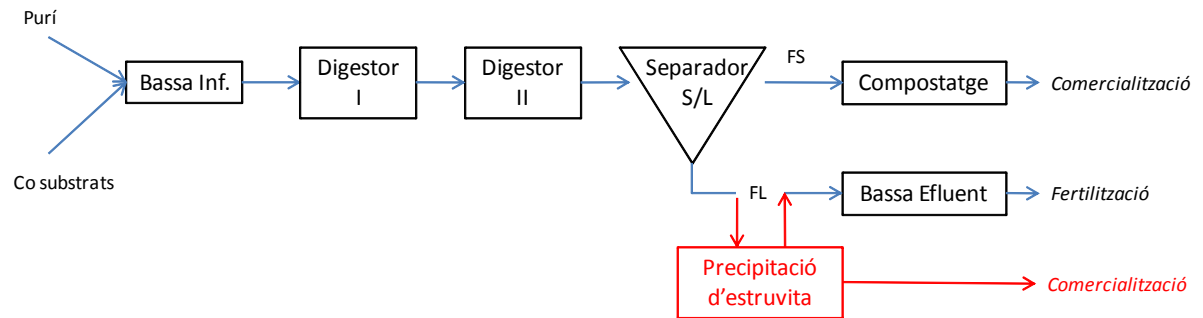 Purí
Co substrats
Bassa Inf.
Digestor
I
Digestor
II
Separador
S/L
FS
Compostatge
Comercialització
FL
Bassa Efluent
Fertilització
Precipitació
d'estruvita
Comercialització